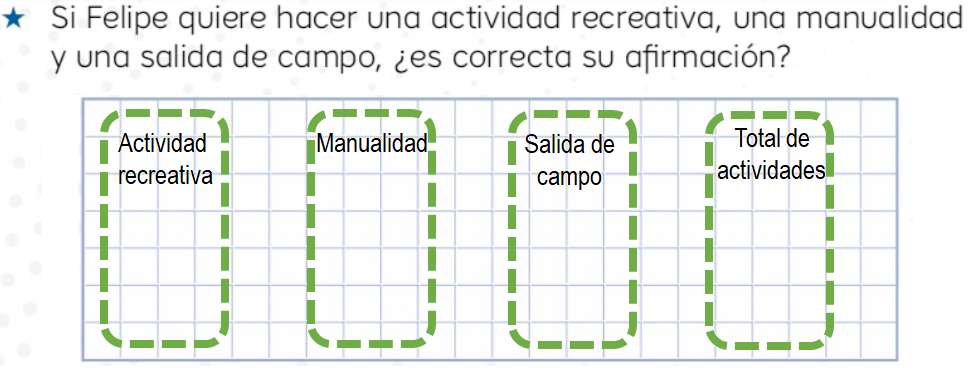 Si Felipe quiere hacer una actividad recreativa, una manualidad
y una salida de campo, ¿es correcta su afirmación?
Actividad
recreativa
Manualidad
Salida de
campo
Total de
actividades